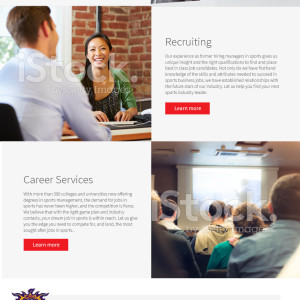 iStock.
by Getty Images
Recruiting
Our experience as former hiring managers in sports gives us
unique insight and the right qualifications to find and place
best in class job candidates. Not only do we have firsthand
knowledge of the skills and attributes needed to succeed in
sports business jobs, we have established relationships with
the future stars of our industry. Let us help you find your next
sports industry leader.
Learn more
Career Services
With more than 300 colleges and universities now offering
degrees in sports management, the demand for jobs in
sports has never been higher, and the competition is fierce.
We believe that with the right game plan and industry
contacts, your dream job is within reach. Let us give
you the edge you need to compete for, and land, the most
sought after jobs in sports.
Learn more
iStock.
by Getty Images